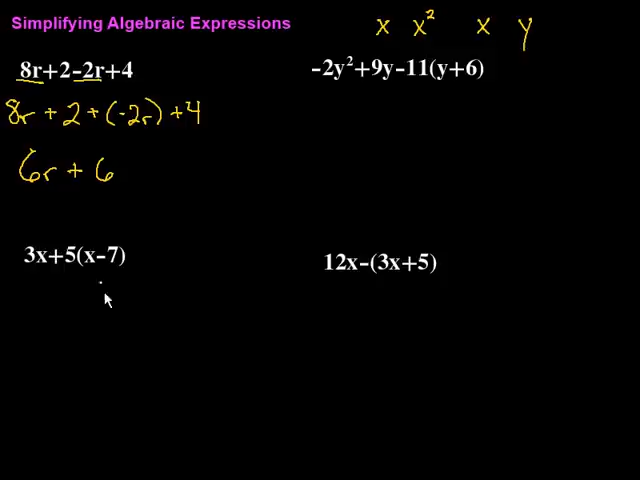 Simplifying Algebraic Expressions
x x² x y
8r+2-2r+4
8r + 2 + (-2r) + 4
6r + 6
-2y²+9y-11(y+6)
3x+5(x-7)
12x-(3x+5)